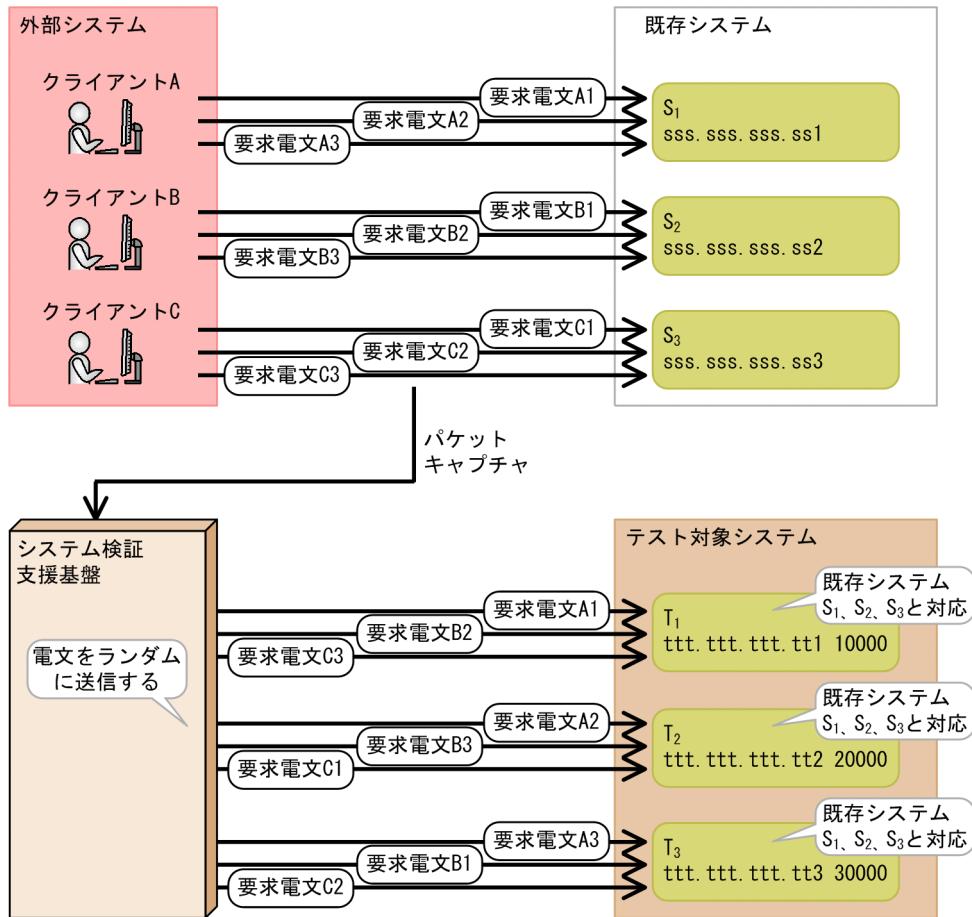 外部システム
既存システム
クライアントA
要求電文A1
要求電文A2
要求電文A3
S₁
sss.sss.sss.ss1
クライアントB
要求電文B1
要求電文B2
要求電文B3
S₂
sss.sss.sss.ss2
クライアントC
要求電文C1
要求電文C2
要求電文C3
S₃
sss.sss.sss.ss3
パケット
キャプチャ
システム検証
支援基盤
電文をランダム
に送信する
テスト対象システム
要求電文A1
要求電文B2
要求電文C3
T₁
ttt.ttt.ttt.tt1 10000
既存システム
S₁、S₂、S₃と対応
要求電文A2
要求電文B3
要求電文C1
T₂
ttt.ttt.ttt.tt2 20000
既存システム
S₁、S₂、S₃と対応
要求電文A3
要求電文B1
要求電文C2
T₃
ttt.ttt.ttt.tt3 30000
既存システム
S₁、S₂、S₃と対応